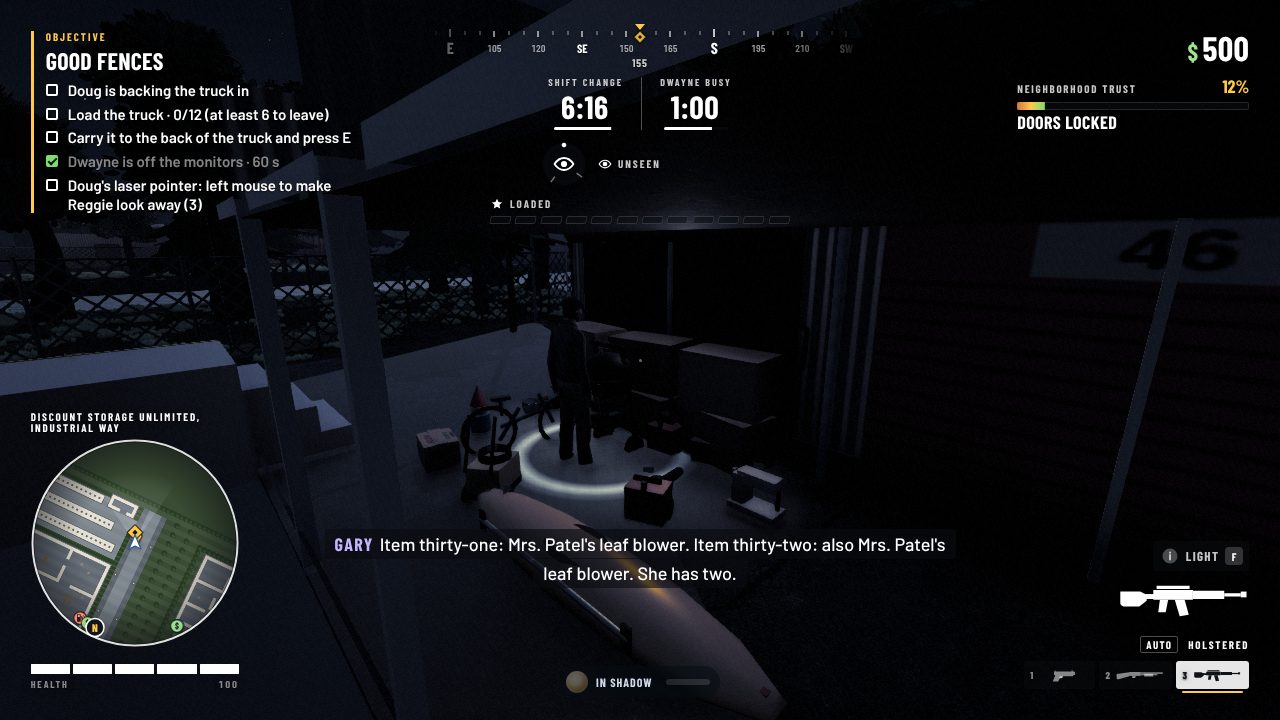 OBJECTIVE
GOOD FENCES
Doug is backing the truck in
Load the truck · 0/12 (at least 6 to leave)
Carry it to the back of the truck and press E
Dwayne is off the monitors · 60 s
Doug's laser pointer: left mouse to make
Reggie look away (3)
E 105 120 SE 150 165 S 195 210 SW
155
SHIFT CHANGE DWAYNE BUSY
6:16 1:00
UNSEEN
LOADED
$500
NEIGHBORHOOD TRUST 12%
DOORS LOCKED
46
DISCOUNT STORAGE UNLIMITED,
INDUSTRIAL WAY
N
$
HEALTH 100
GARY Item thirty-one: Mrs. Patel's leaf blower. Item thirty-two: also Mrs. Patel's
leaf blower. She has two.
IN SHADOW
LIGHT F
AUTO HOLSTERED
1 2 3